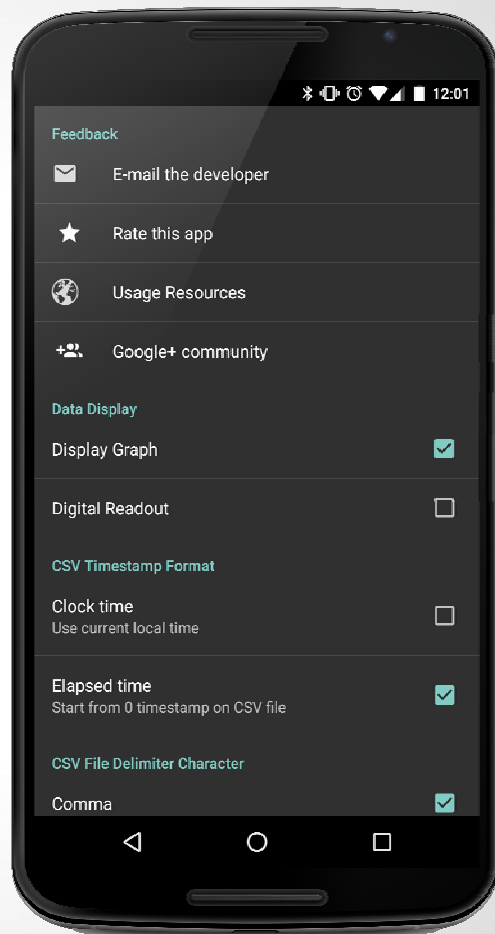 12:01
Feedback
E-mail the developer
Rate this app
Usage Resources
Google+ community
Data Display
Display Graph
Digital Readout
CSV Timestamp Format
Clock time
Use current local time
Elapsed time
Start from 0 timestamp on CSV file
CSV File Delimiter Character
Comma